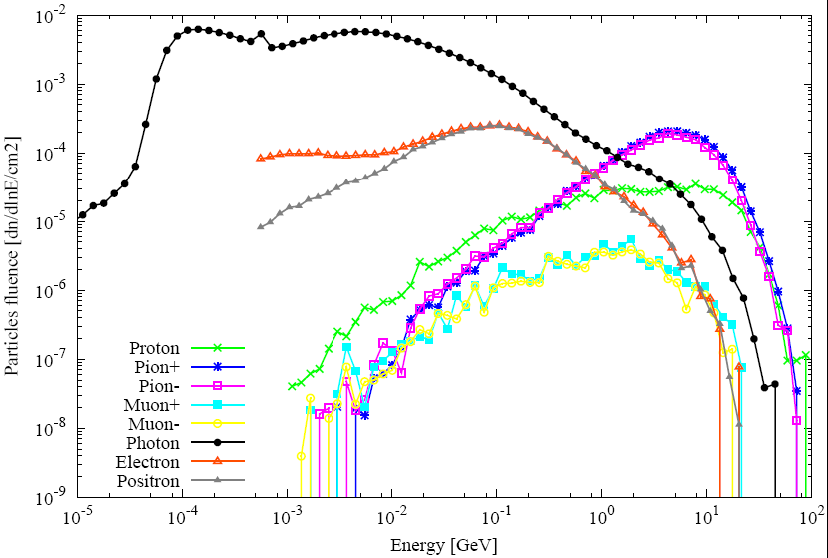 Particles fluence [dn/dlnE/cm2]
10^-2
10^-3
10^-4
10^-5
10^-6
10^-7
10^-8
10^-9
Proton
Pion+
Pion-
Muon+
Muon-
Photon
Electron
Positron
10^-5 10^-4 10^-3 10^-2 10^-1 10^0 10^1 10^2
Energy [GeV]